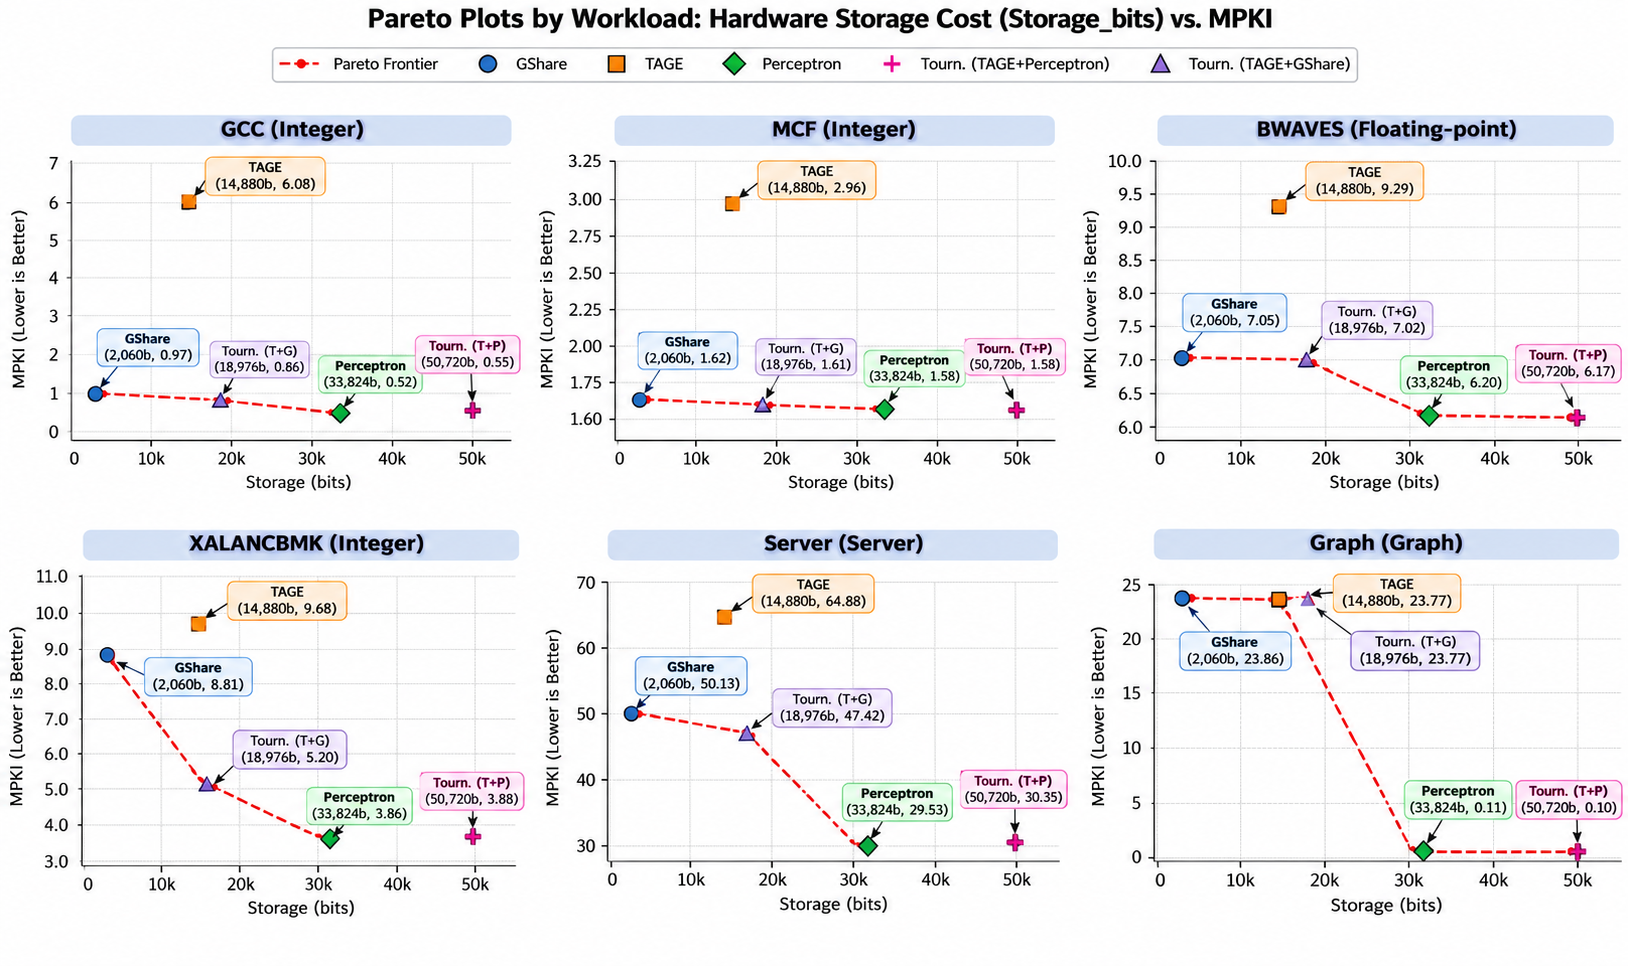 Pareto Plots by Workload: Hardware Storage Cost (Storage_bits) vs. MPKI
Pareto Frontier GShare TAGE Perceptron Tourn. (TAGE+Perceptron) Tourn. (TAGE+GShare)
GCC (Integer)
MPKI (Lower is Better)
7
6
5
4
3
2
1
0
TAGE
(14,880b, 6.08)
GShare
(2,060b, 0.97)
Tourn. (T+G)
(18,976b, 0.86)
Perceptron
(33,824b, 0.52)
Tourn. (T+P)
(50,720b, 0.55)
0 10k 20k 30k 40k 50k
Storage (bits)
MCF (Integer)
MPKI (Lower is Better)
3.25
3.00
2.75
2.50
2.25
2.00
1.75
1.60
TAGE
(14,880b, 2.96)
GShare
(2,060b, 1.62)
Tourn. (T+G)
(18,976b, 1.61)
Perceptron
(33,824b, 1.58)
Tourn. (T+P)
(50,720b, 1.58)
0 10k 20k 30k 40k 50k
Storage (bits)
BWAVES (Floating-point)
MPKI (Lower is Better)
10.0
9.5
9.0
8.5
8.0
7.5
7.0
6.5
6.0
TAGE
(14,880b, 9.29)
GShare
(2,060b, 7.05)
Tourn. (T+G)
(18,976b, 7.02)
Perceptron
(33,824b, 6.20)
Tourn. (T+P)
(50,720b, 6.17)
0 10k 20k 30k 40k 50k
Storage (bits)
XALANCBMK (Integer)
MPKI (Lower is Better)
11.0
10.0
9.0
8.0
7.0
6.0
5.0
4.0
3.0
TAGE
(14,880b, 9.68)
GShare
(2,060b, 8.81)
Tourn. (T+G)
(18,976b, 5.20)
Perceptron
(33,824b, 3.86)
Tourn. (T+P)
(50,720b, 3.88)
0 10k 20k 30k 40k 50k
Storage (bits)
Server (Server)
MPKI (Lower is Better)
70
60
50
40
30
TAGE
(14,880b, 64.88)
GShare
(2,060b, 50.13)
Tourn. (T+G)
(18,976b, 47.42)
Perceptron
(33,824b, 29.53)
Tourn. (T+P)
(50,720b, 30.35)
0 10k 20k 30k 40k 50k
Storage (bits)
Graph (Graph)
MPKI (Lower is Better)
25
20
15
10
5
0
TAGE
(14,880b, 23.77)
GShare
(2,060b, 23.86)
Tourn. (T+G)
(18,976b, 23.77)
Perceptron
(33,824b, 0.11)
Tourn. (T+P)
(50,720b, 0.10)
0 10k 20k 30k 40k 50k
Storage (bits)